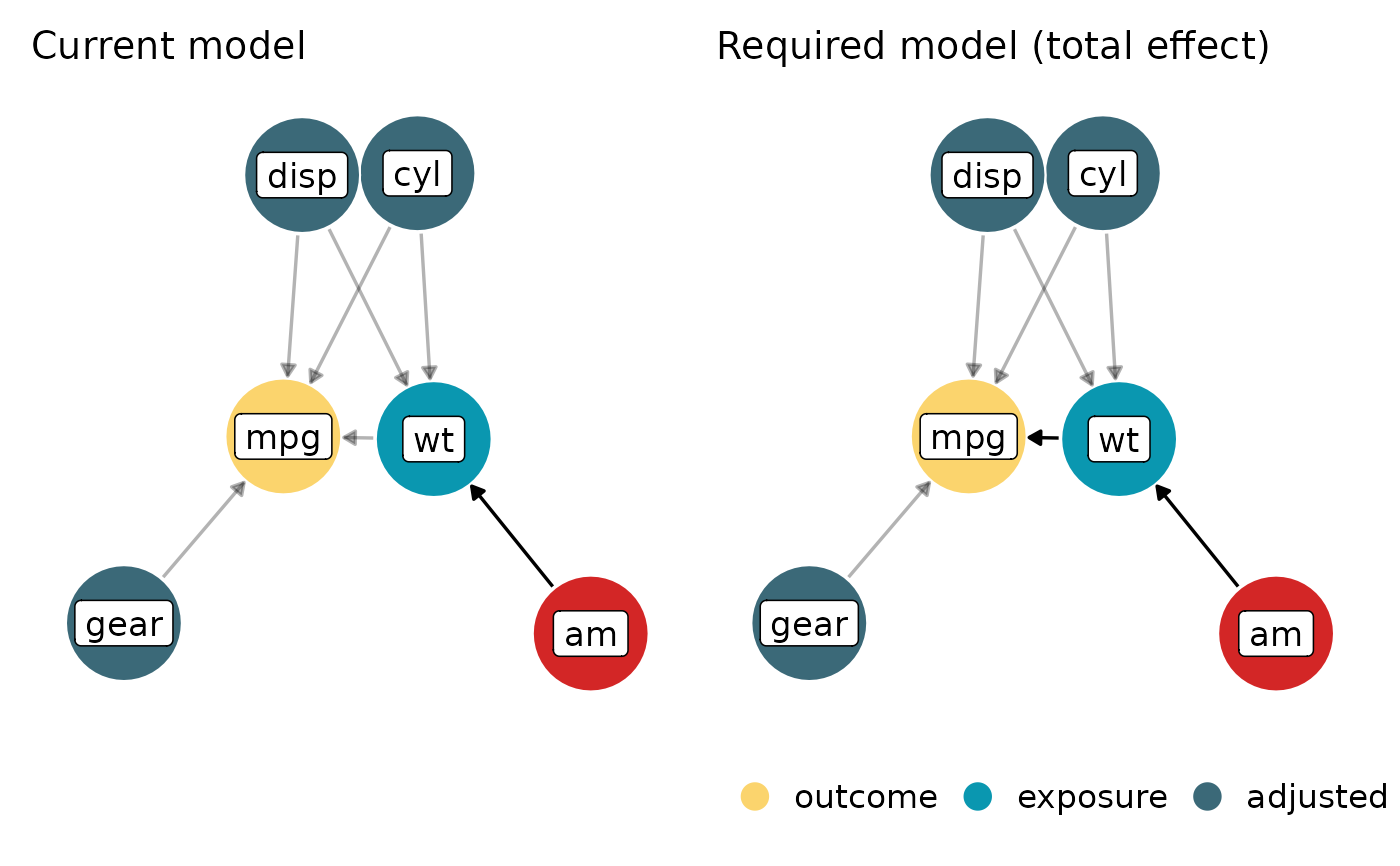 Current model
disp
cyl
mpg
wt
gear
am
Required model (total effect)
disp
cyl
mpg
wt
gear
am
outcome
exposure
adjusted